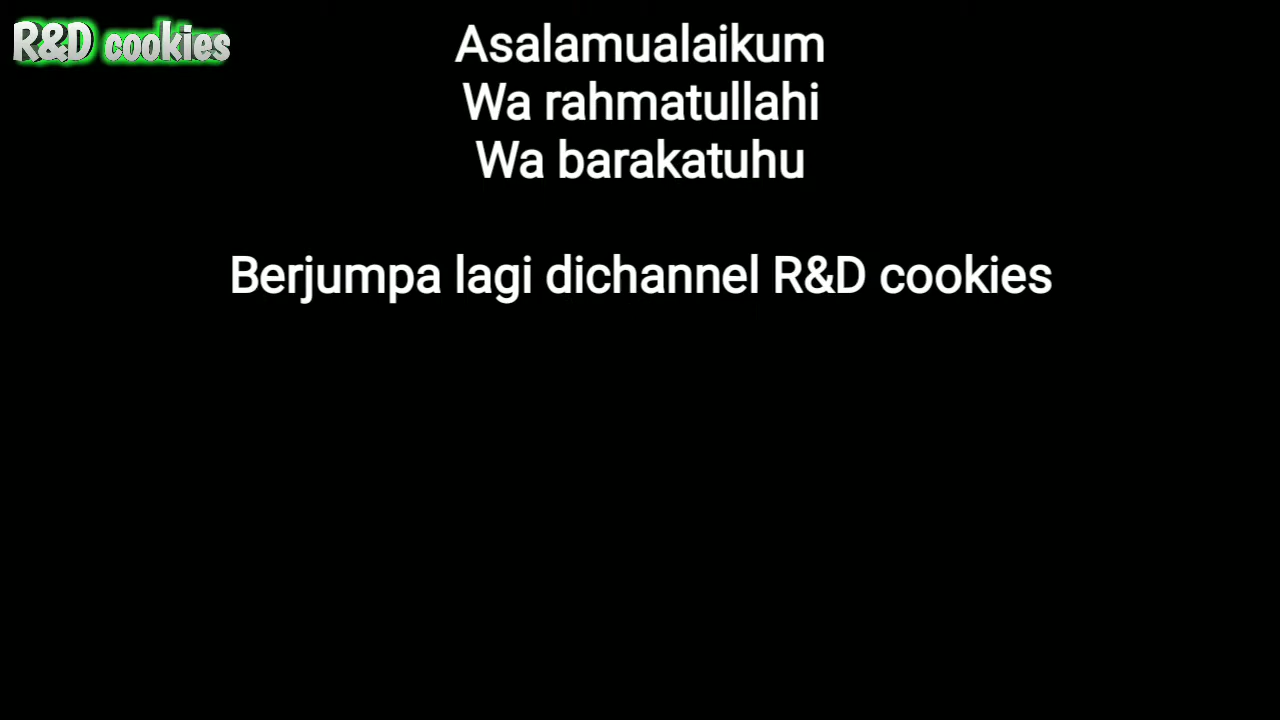 R&D cookies
Asalamualaikum
Wa rahmatullahi
Wa barakatuhu
Berjumpa lagi dichannel R&D cookies